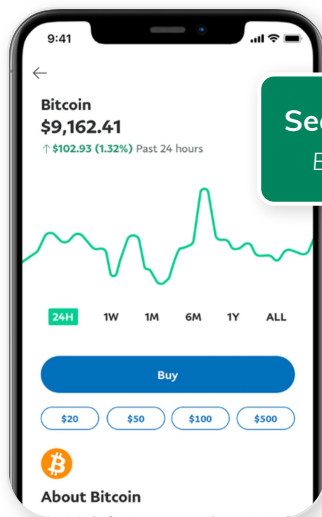 9:41
Bitcoin
$9,162.41
↑ $102.93 (1.32%) Past 24 hours
24H 1W 1M 6M 1Y ALL
Buy
$20 $50 $100 $500
About Bitcoin